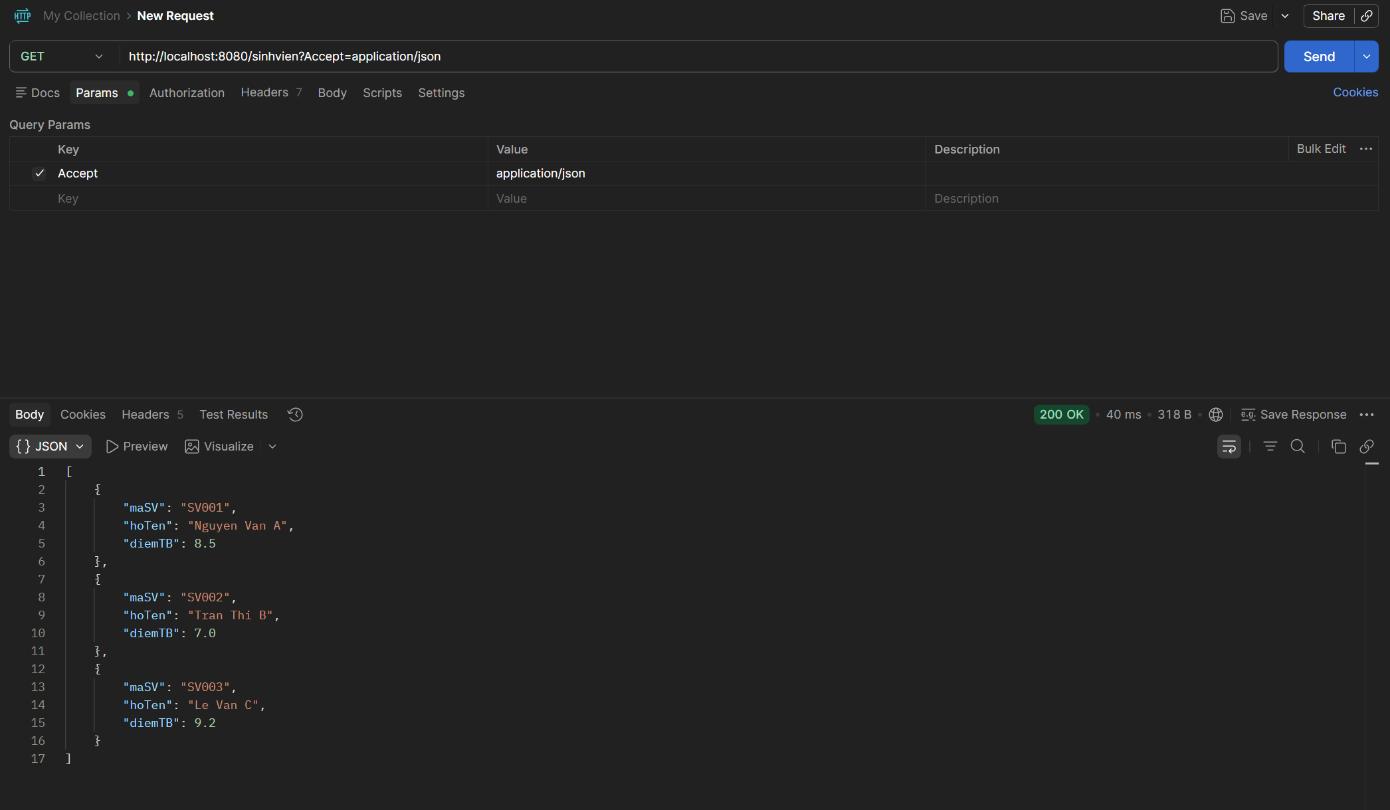 HTTP My Collection > New Request Save Share
GET http://localhost:8080/sinhvien?Accept=application/json Send
Docs Params Authorization Headers 7 Body Scripts Settings Cookies
Query Params
Key Value Description Bulk Edit ...
Accept application/json
Key Value Description
Body Cookies Headers 5 Test Results 200 OK • 40 ms • 318 B • e.g. Save Response ...
{ } JSON Preview Visualize
1 [
2 {
3 "maSV": "SV001",
4 "hoTen": "Nguyen Van A",
5 "diemTB": 8.5
6 },
7 {
8 "maSV": "SV002",
9 "hoTen": "Tran Thi B",
10 "diemTB": 7.0
11 },
12 {
13 "maSV": "SV003",
14 "hoTen": "Le Van C",
15 "diemTB": 9.2
16 }
17 ]